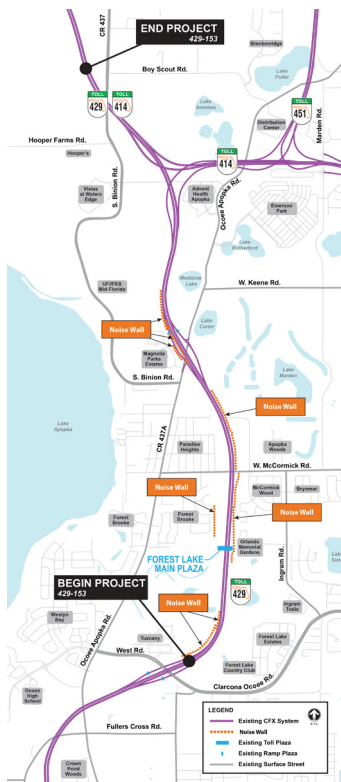 CR 437
END PROJECT
429-153
Breckenridge
Boy Scout Rd.
Lake
Fuller
TOLL
429
TOLL
414
Lake
Semmes
TOLL
451
Marden Rd.
Distribution
Center
Hooper Farms Rd.
Hooper's
S. Binion Rd.
TOLL
414
Vistas
at Waters
Edge
Advent
Health
Apopka
Ocoee Apopka Rd.
Emerson
Park
Lake
Rutherford
UF/IFAS
Mid Florida
Medicine
Lake
W. Keene Rd.
Noise Wall
Lake
Carter
Magnolia
Parks
Estates
S. Binion Rd.
Lake
Marden
Noise Wall
Lake
Apopka
CR 437A
Paradise
Heights
Apopka
Woods
W. McCormick Rd.
Noise Wall
McCormick
Wood
Brynmar
Forest
Brooke
Forest
Brooke
Noise Wall
FOREST LAKE
MAIN PLAZA
Orlando
Memorial
Gardens
Ingram Rd.
BEGIN PROJECT
429-153
TOLL
429
Noise Wall
Ingram
Trails
Westyn
Bay
Ocoee Apopka Rd.
Tuscany
West Rd.
Forest Lake
Estates
Forest Lake
Country Club
Ocoee
High
School
Clarcona Ocoee Rd.
Fullers Cross Rd.
Crown
Point
Woods
LEGEND
Existing CFX System
Noise Wall
Existing Toll Plaza
Existing Ramp Plaza
Existing Surface Street